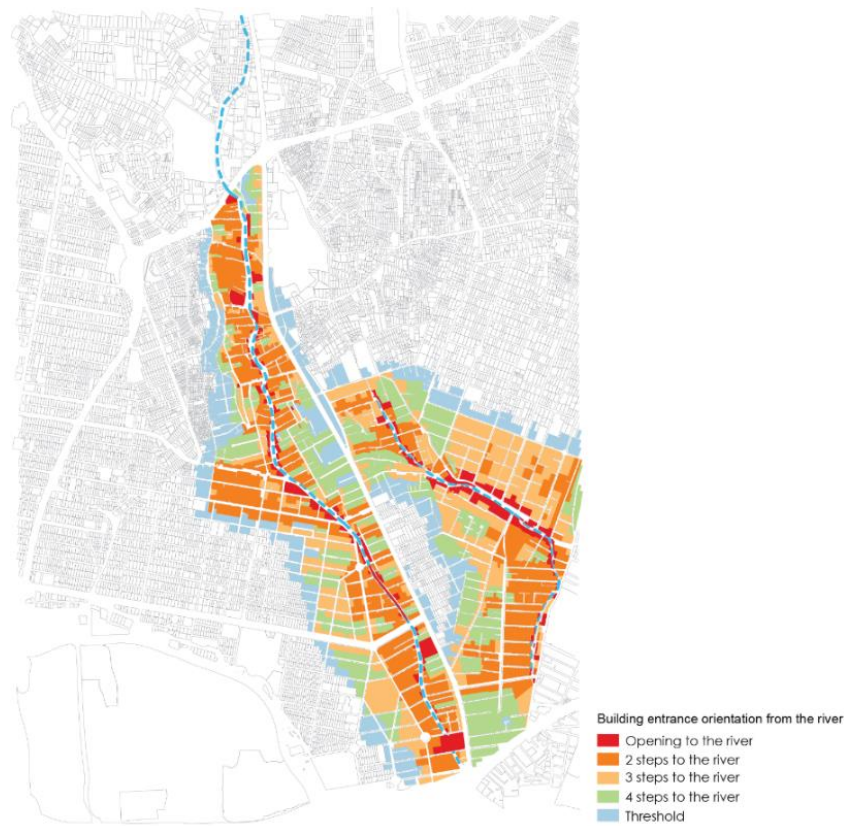 Building entrance orientation from the river
Opening to the river
2 steps to the river
3 steps to the river
4 steps to the river
Threshold